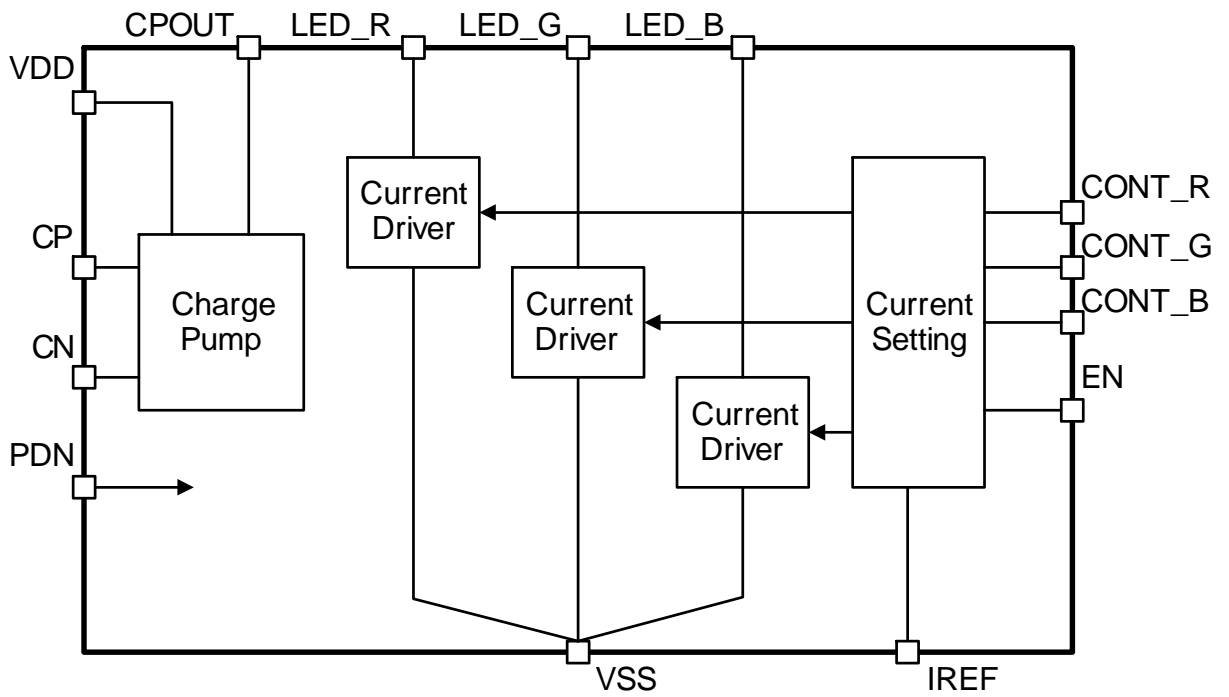 CPOUT LED_R LED_G LED_B
VDD
Current
Driver
CONT_R
CP
CONT_G
Charge
Pump
Current
Driver
Current
Setting
CONT_B
CN
EN
Current
Driver
PDN
VSS
IREF